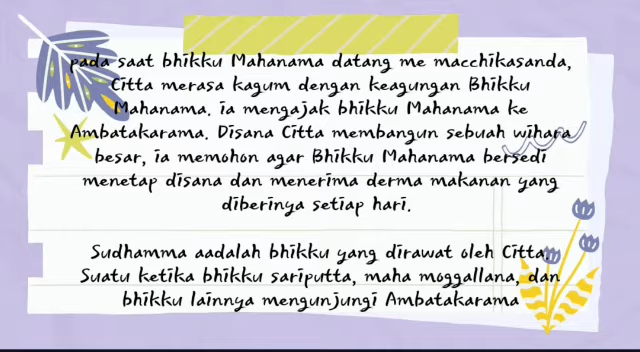 pada saat bhikku Mahanama datang me macchikasanda,
Citta merasa kagum dengan keagungan Bhikku
Mahanama. ia mengajak bhikku Mahanama ke
Ambatakarama. Disana Citta membangun sebuah wihara
besar, ia memohon agar Bhikku Mahanama bersedi
menetap disana dan menerima derma makanan yang
diberinya setiap hari.
Sudhamma aadalah bhikku yang dirawat oleh Citta.
Suatu ketika bhikku sariputta, maha moggallana, dan
bhikku lainnya mengunjungi Ambatakarama